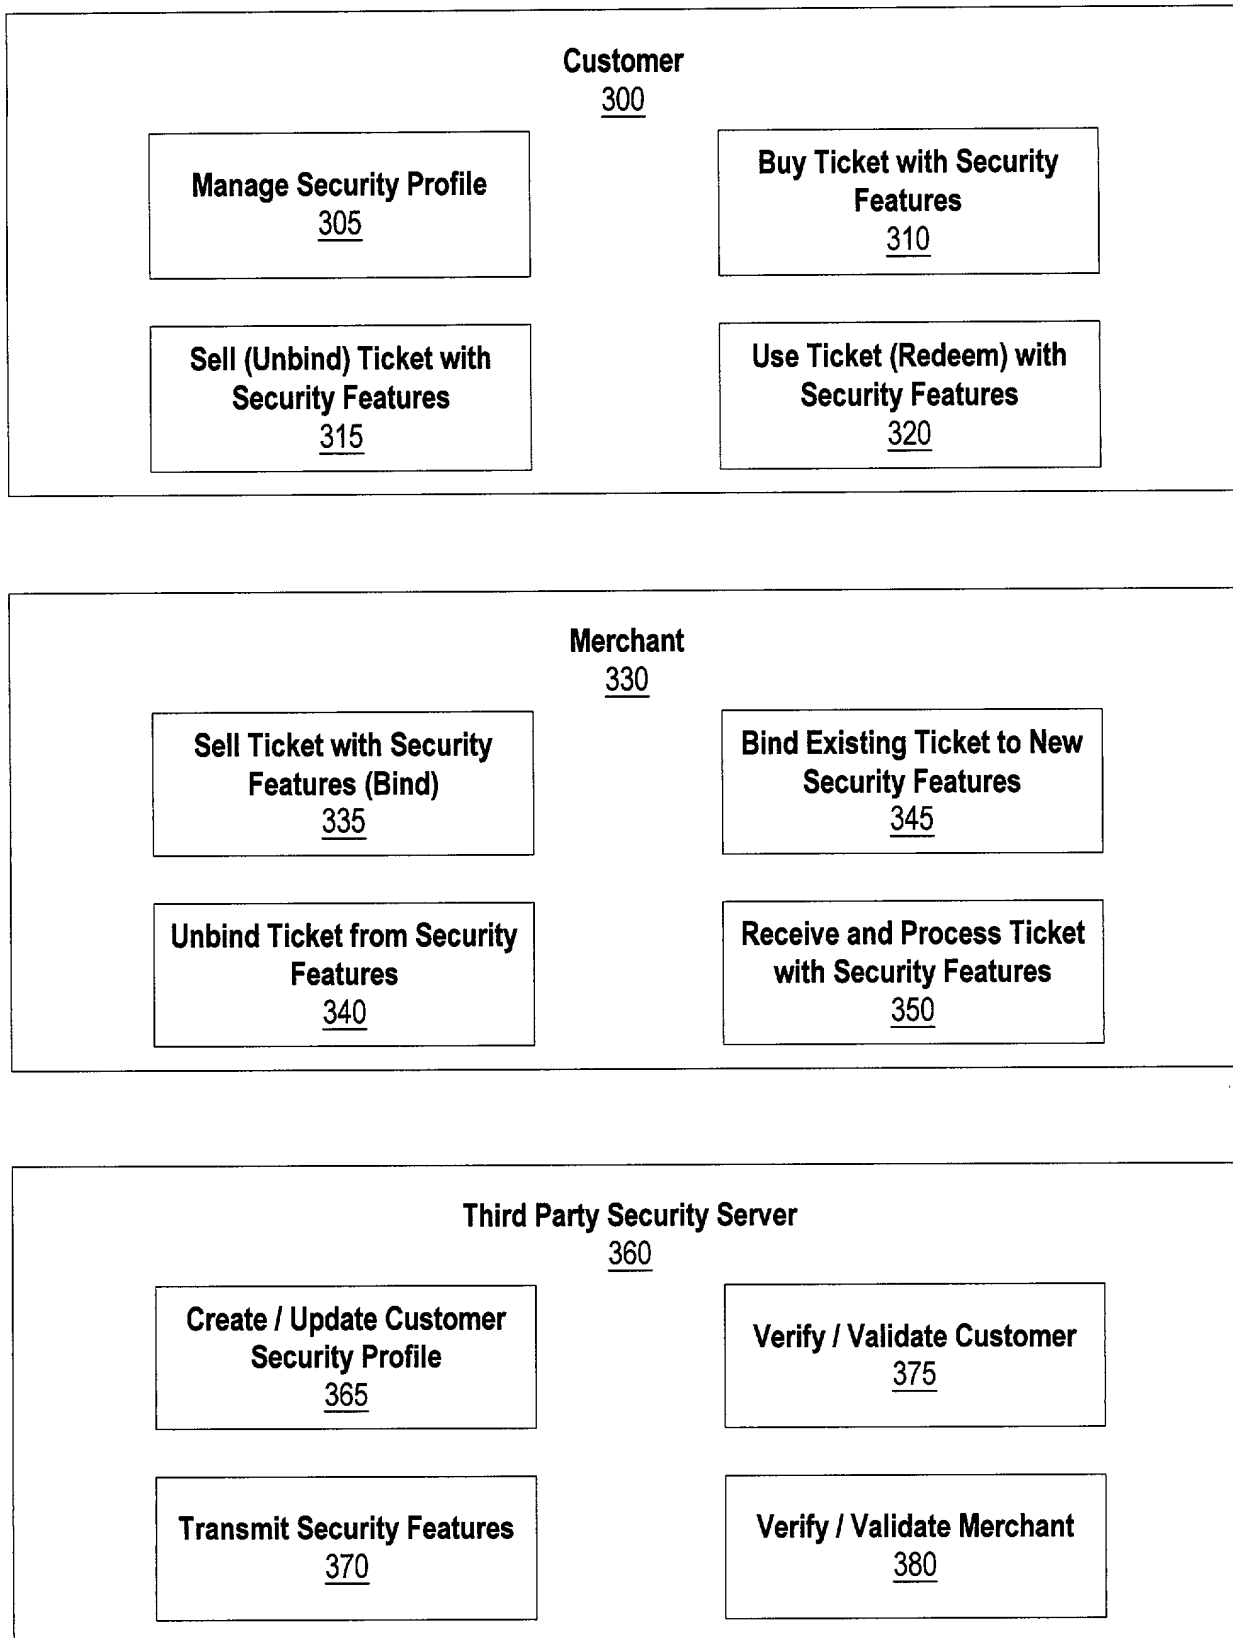 Customer
300
Manage Security Profile
305
Buy Ticket with Security
Features
310
Sell (Unbind) Ticket with
Security Features
315
Use Ticket (Redeem) with
Security Features
320
Merchant
330
Sell Ticket with Security
Features (Bind)
335
Bind Existing Ticket to New
Security Features
345
Unbind Ticket from Security
Features
340
Receive and Process Ticket
with Security Features
350
Third Party Security Server
360
Create / Update Customer
Security Profile
365
Verify / Validate Customer
375
Transmit Security Features
370
Verify / Validate Merchant
380